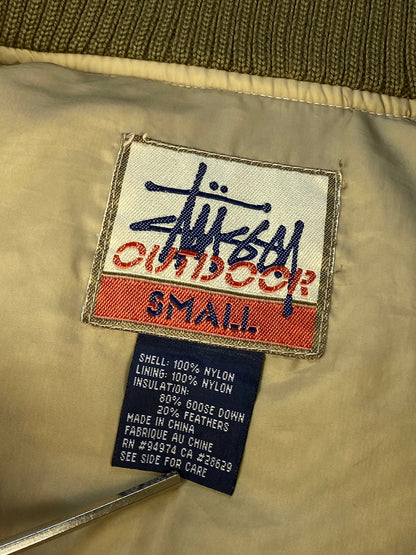 Stüssy
OUTDOOR
SMALL
SHELL: 100% NYLON
LINING: 100% NYLON
INSULATION:
80% GOOSE DOWN
20% FEATHERS
MADE IN CHINA
FABRIQUE AU CHINE
RN #94974 CA #28629
SEE SIDE FOR CARE